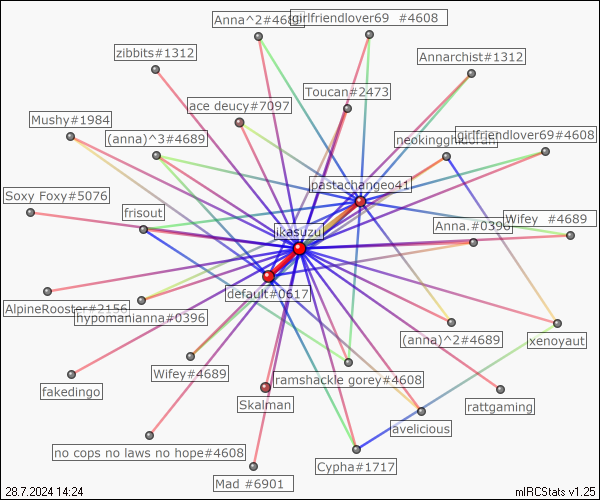 Anna^2#468
girlfriendlover69 #4608
zibbits#1312
Annarchist#1312
Toucan#2473
ace deucy#7097
Mushy#1984
(anna)^3#4689
neokingghidorah
girlfriendlover69#4608
pastachangeo41
Soxy Foxy#5076
frisout
ikasuzu
Anna.#0396
Wifey #4689
default#0617
AlpineRooster#2156
hypomanianna#0396
(anna)^2#4689
xenoyaut
Wifey#4689
ramshackle gorey#4608
fakedingo
Skalman
rattgaming
avelicious
no cops no laws no hope#4608
Cypha#1717
Mad #6901
28.7.2024 14:24
mIRCStats v1.25